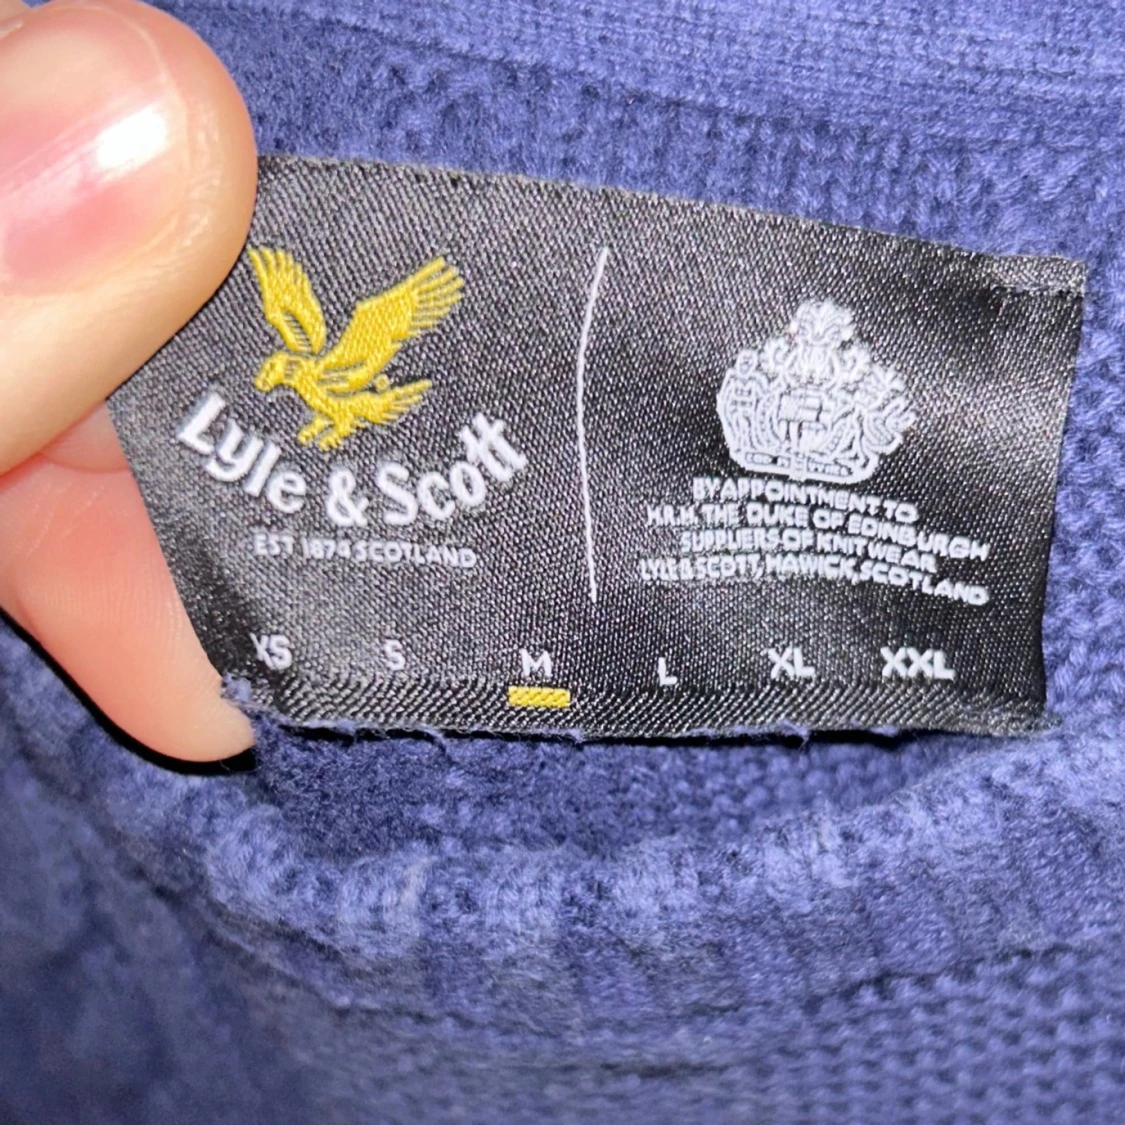 Lyle & Scott
EST 1874 SCOTLAND
BY APPOINTMENT TO
H.R.H. THE DUKE OF EDINBURGH
SUPPLIERS OF KNITWEAR
LYLE & SCOTT, HAWICK, SCOTLAND
XS S M L XL XXL